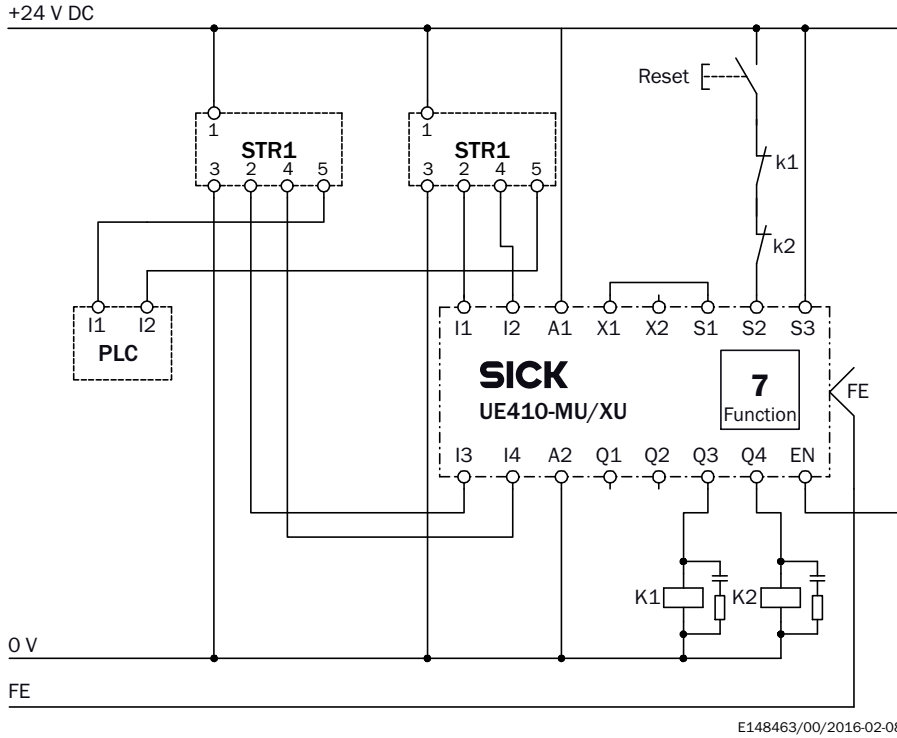 +24 V DC
Reset
1
1
STR1
STR1
3 2 4 5
3 2 4 5
k1
k2
I1 I2
PLC
I1 I2 A1 X1 X2 S1 S2 S3
SICK
UE410-MU/XU
7
Function
FE
I3 I4 A2 Q1 Q2 Q3 Q4 EN
K1
K2
0 V
FE
E148463/00/2016-02-08